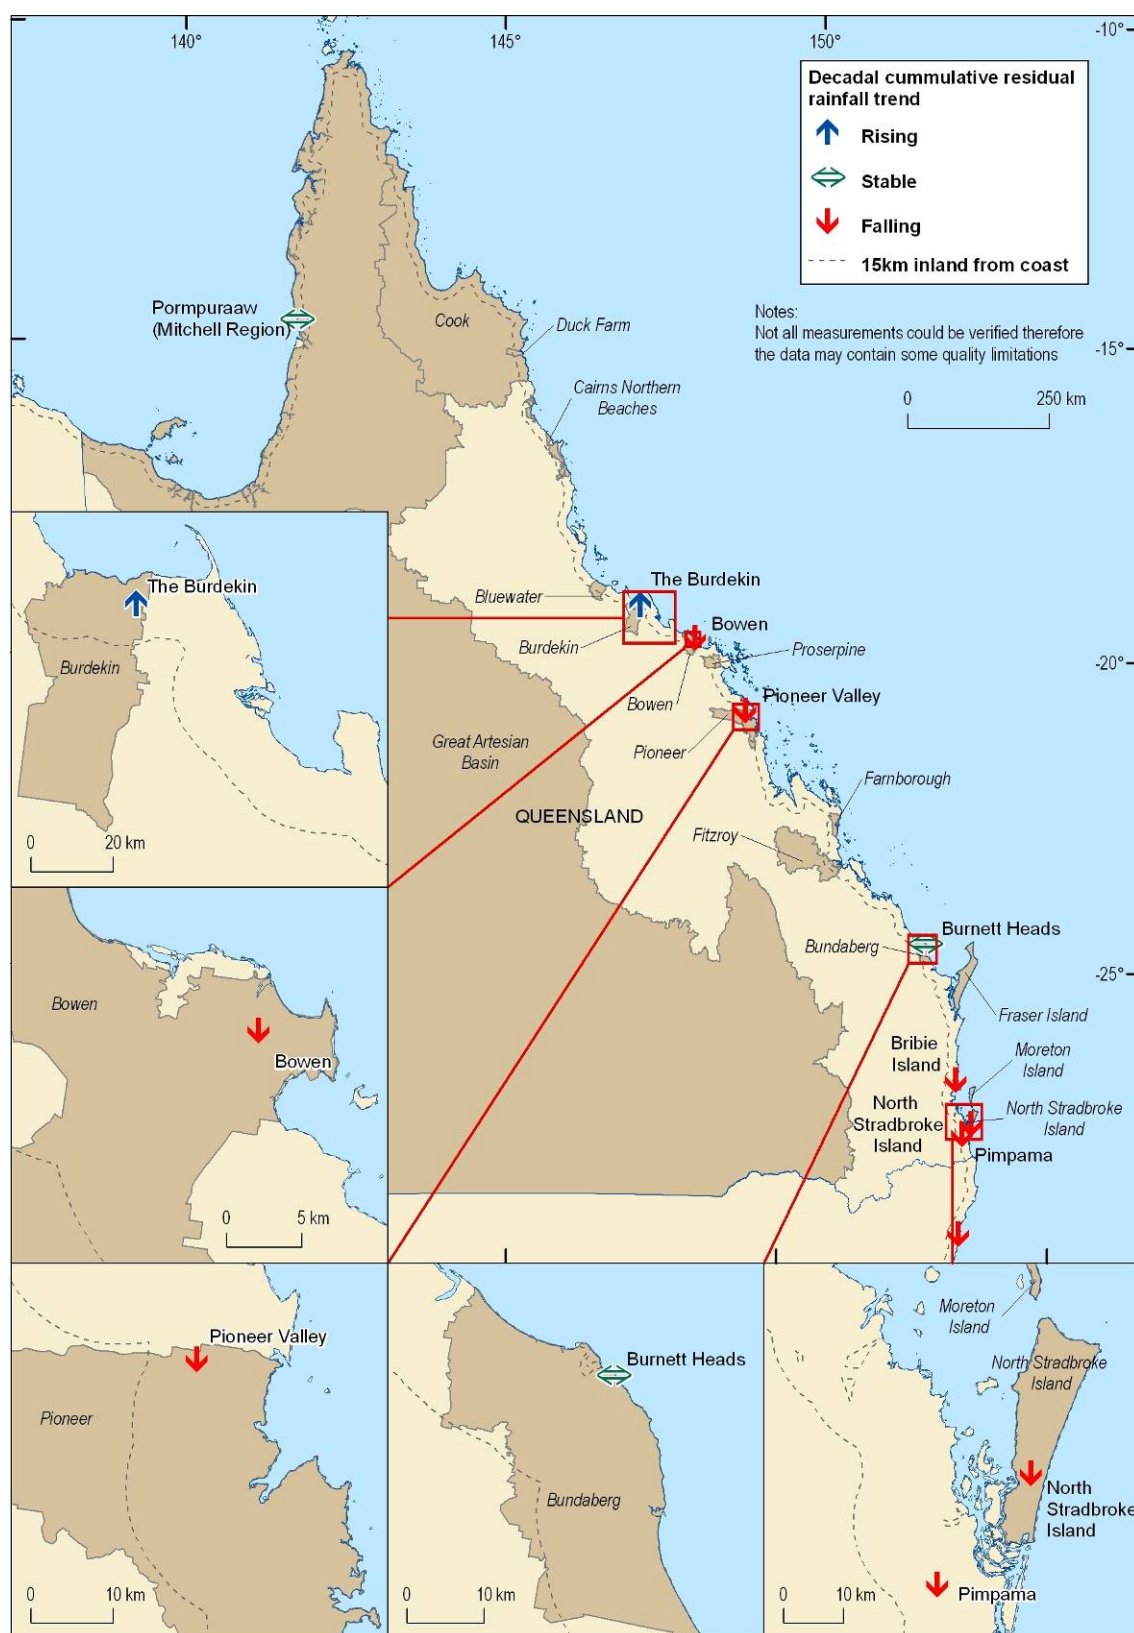 140°
145°
150°
-10°
Decadal cummulative residual
rainfall trend
Rising
Stable
Falling
15km inland from coast
Notes:
Not all measurements could be verified therefore
the data may contain some quality limitations
0
250 km
-15°
Pormpuraaw
(Mitchell Region)
Cook
Duck Farm
Cairns Northern
Beaches
Bluewater
The Burdekin
Burdekin
Bowen
Proserpine
-20°
Bowen
Pioneer Valley
Pioneer
Great Artesian
Basin
QUEENSLAND
Farnborough
Fitzroy
Burnett Heads
Bundaberg
-25°
Fraser Island
Bribie
Island
Moreton
Island
North
Stradbroke
Island
North Stradbroke
Island
Pimpama
The Burdekin
Burdekin
0
20 km
Bowen
Bowen
0
5 km
Pioneer Valley
Pioneer
0
10 km
Burnett Heads
Bundaberg
0
10 km
Moreton
Island
North Stradbroke
Island
North
Stradbroke
Island
Pimpama
0
10 km